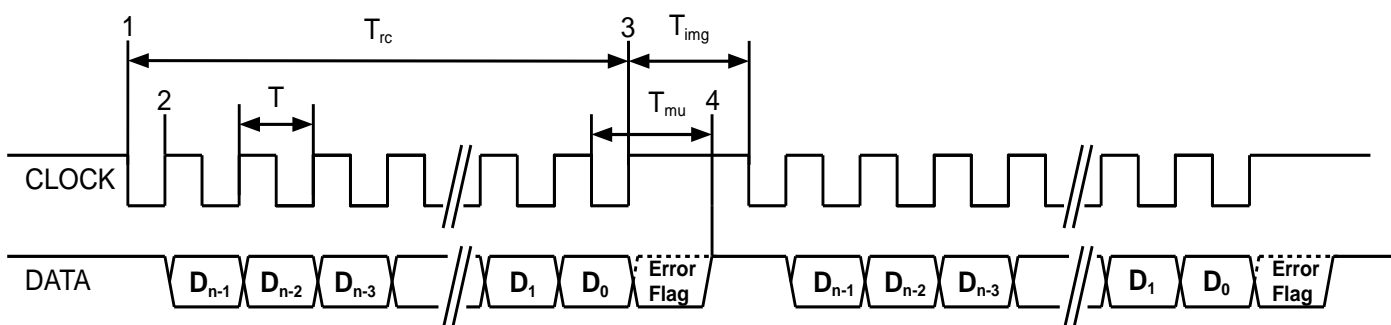 1 T_rc 3 T_img
2 T T_mu 4
CLOCK
DATA D_n-1 D_n-2 D_n-3 D_1 D_0 Error Flag D_n-1 D_n-2 D_n-3 D_1 D_0 Error Flag